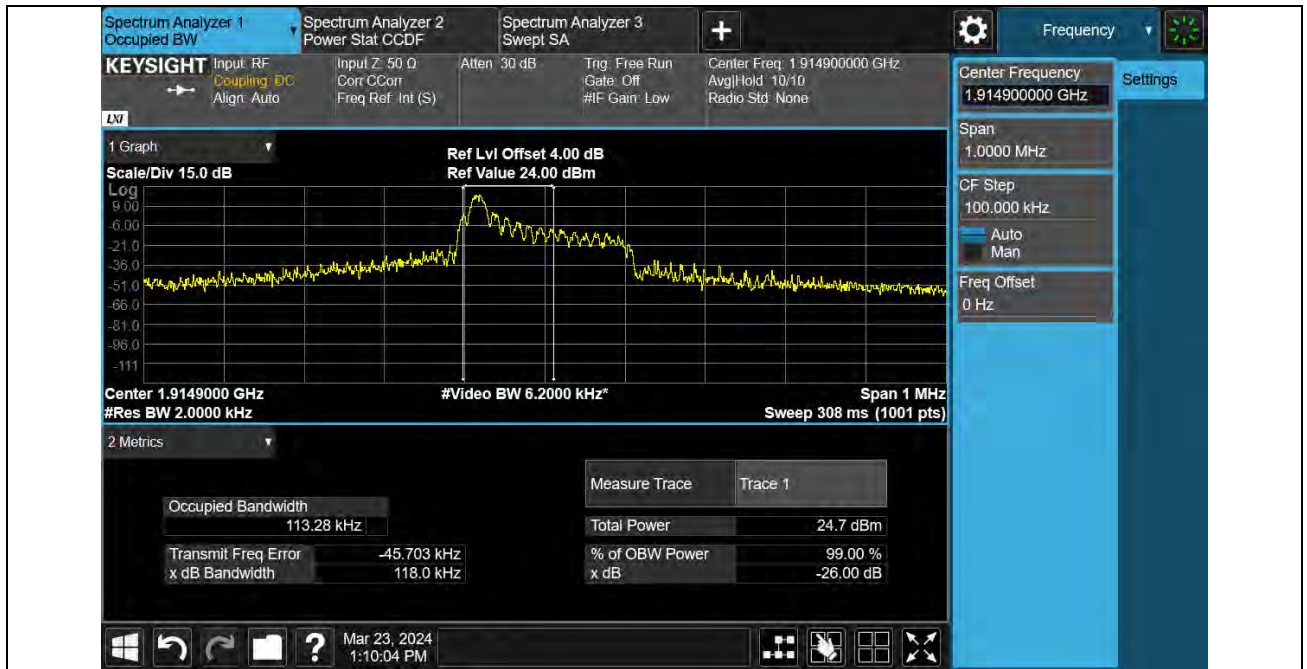 Spectrum Analyzer 1
Occupied BW
Spectrum Analyzer 2
Power Stat CCDF
Spectrum Analyzer 3
Swept SA
Frequency
KEYSIGHT
LXI
Input: RF
Coupling: DC
Align: Auto
Input Z: 50 Ω
Corr CCorr
Freq Ref: Int (S)
Atten: 30 dB
Trig: Free Run
Gate: Off
#IF Gain: Low
Center Freq: 1.914900000 GHz
Avg|Hold: 10/10
Radio Std: None
Center Frequency
1.914900000 GHz
Settings
Span
1.0000 MHz
CF Step
100.000 kHz
Auto
Man
Freq Offset
0 Hz
1 Graph
Scale/Div 15.0 dB
Ref Lvl Offset 4.00 dB
Ref Value 24.00 dBm
Log
9.00
-6.00
-21.0
-36.0
-51.0
-66.0
-81.0
-96.0
-111
Center 1.9149000 GHz
#Video BW 6.2000 kHz*
Span 1 MHz
#Res BW 2.0000 kHz
Sweep 308 ms (1001 pts)
2 Metrics
Measure Trace
Trace 1
Occupied Bandwidth
113.28 kHz
Total Power
24.7 dBm
Transmit Freq Error
-45.703 kHz
% of OBW Power
99.00 %
x dB Bandwidth
118.0 kHz
x dB
-26.00 dB
?
Mar 23, 2024
1:10:04 PM